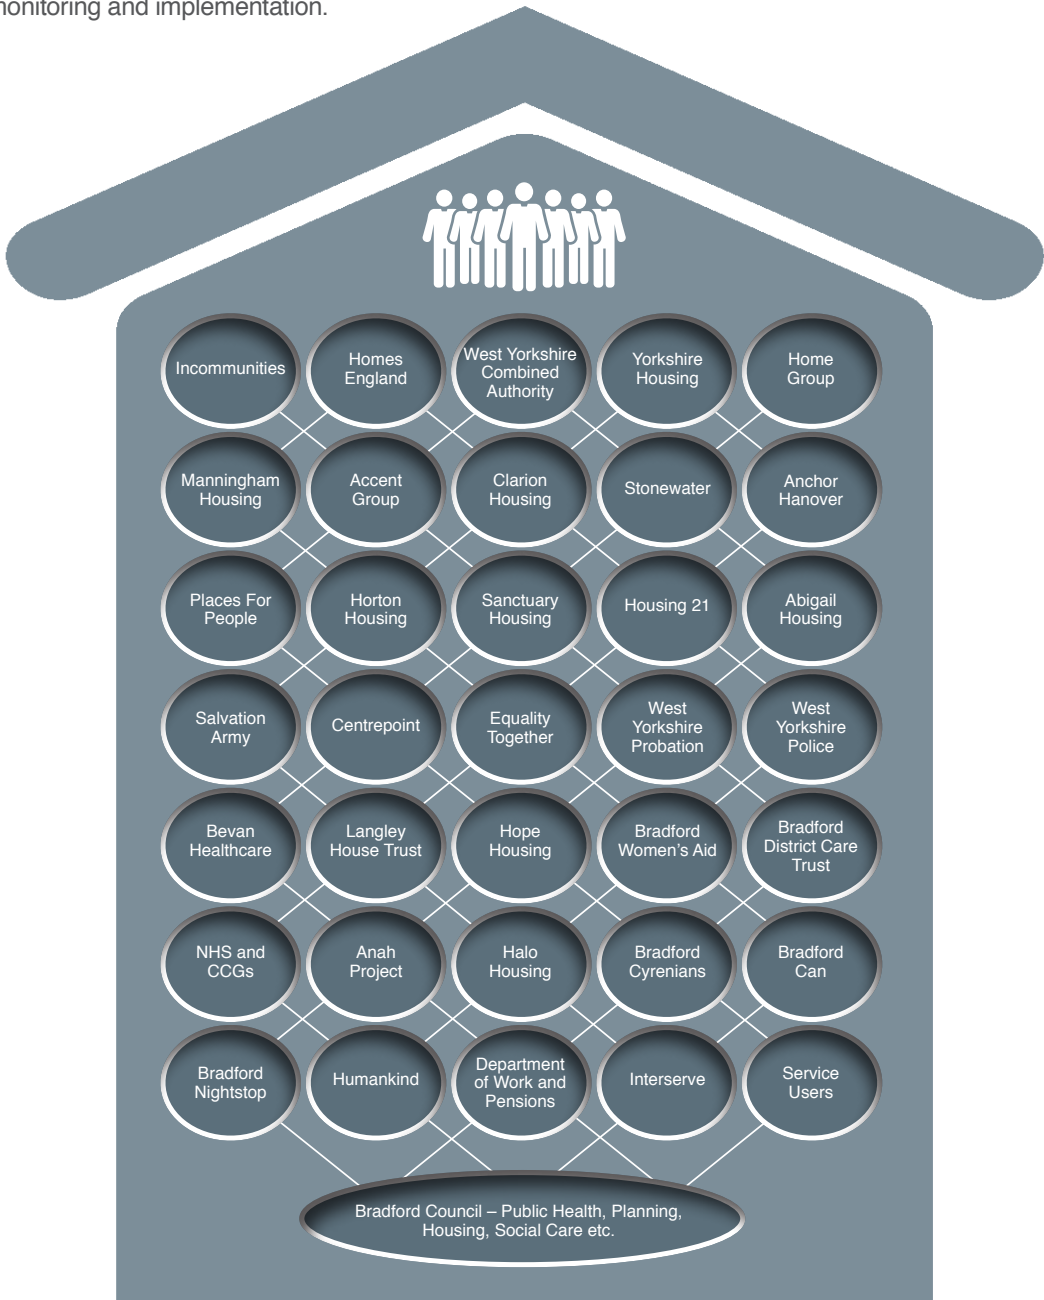 monitoring and implementation.
Incommunities
Homes
England
West Yorkshire
Combined
Authority
Yorkshire
Housing
Home
Group
Manningham
Housing
Accent
Group
Clarion
Housing
Stonewater
Anchor
Hanover
Places For
People
Horton
Housing
Sanctuary
Housing
Housing 21
Abigail
Housing
Salvation
Army
Centrepoint
Equality
Together
West
Yorkshire
Probation
West
Yorkshire
Police
Bevan
Healthcare
Langley
House Trust
Hope
Housing
Bradford
Women’s Aid
Bradford
District Care
Trust
NHS and
CCGs
Anah
Project
Halo
Housing
Bradford
Cyrenians
Bradford
Can
Bradford
Nightstop
Humankind
Department
of Work and
Pensions
Interserve
Service
Users
Bradford Council – Public Health, Planning,
Housing, Social Care etc.